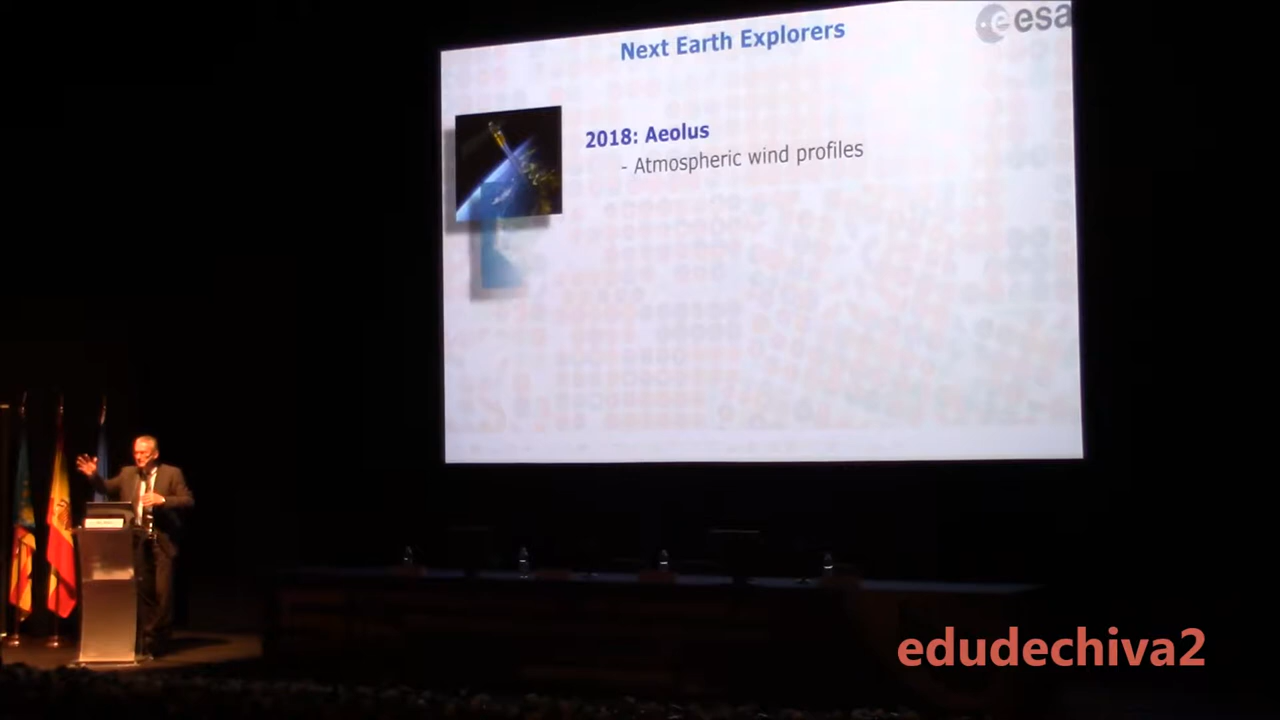 Next Earth Explorers
esa
2018: Aeolus
- Atmospheric wind profiles
edudechiva2